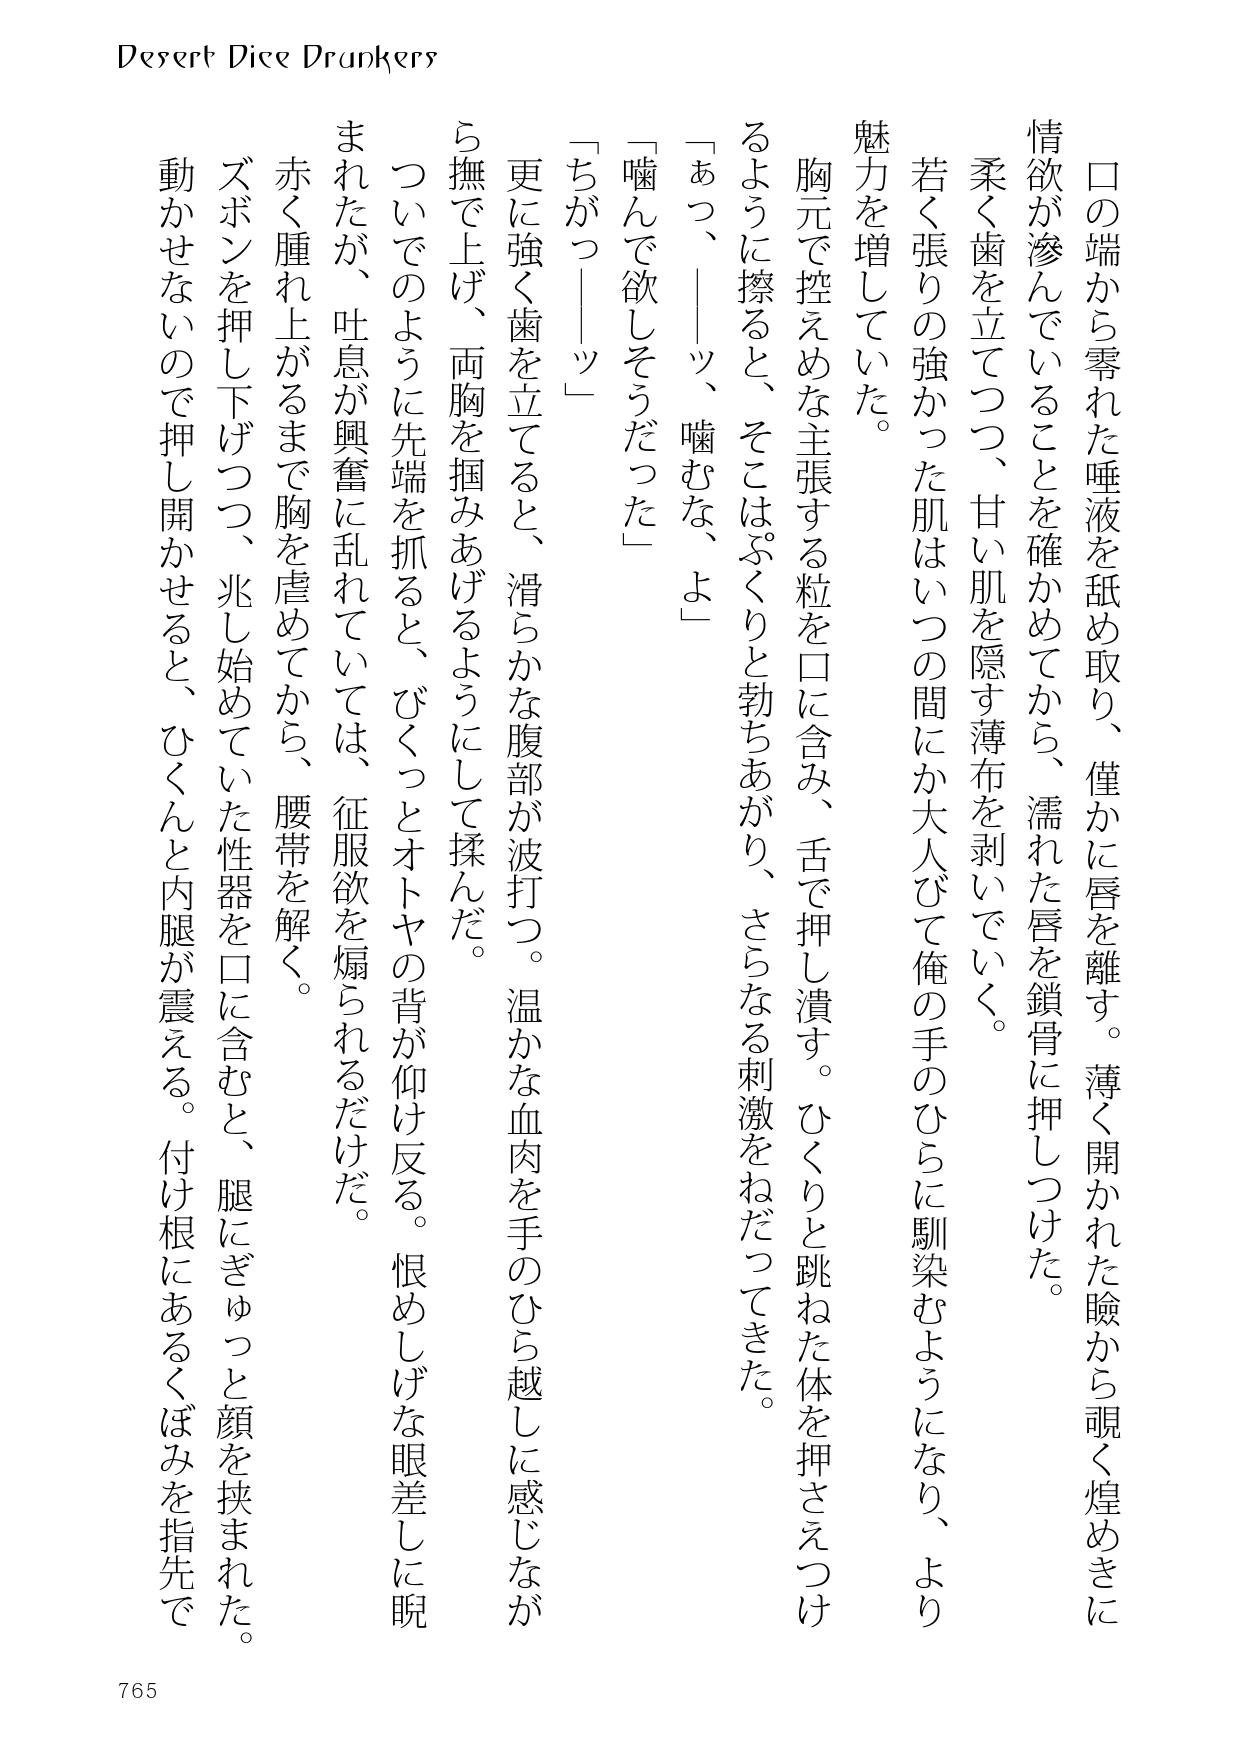 Desert Dice Drunkers
口の端から零れた唾液を舐め取り、僅かに唇を離す。薄く開かれた瞼から覗く煌めきに
情欲が滲んでいることを確かめてから、濡れた唇を鎖骨に押しつけた。
柔く歯を立てつつ、甘い肌を隠す薄布を剥いでいく。
若く張りの強かった肌はいつの間にか大人びて俺の手のひらに馴染むようになり、より
魅力を増していた。
胸元で控えめな主張する粒を口に含み、舌で押し潰す。ひくりと跳ねた体を押さえつけ
るように擦ると、そこはぷくりと勃ちあがり、さらなる刺激をねだってきた。
「あっ、――ッ、噛むな、よ」
「噛んで欲しそうだった」
「ちがっ――ッ」
更に強く歯を立てると、滑らかな腹部が波打つ。温かな血肉を手のひら越しに感じなが
ら撫で上げ、両胸を掴みあげるようにして揉んだ。
ついでのように先端を抓ると、びくっとオトヤの背が仰け反る。恨めしげな眼差しに睨
まれたが、吐息が興奮に乱れていては、征服欲を煽られるだけだ。
赤く腫れ上がるまで胸を虐めてから、腰帯を解く。
ズボンを押し下げつつ、兆し始めていた性器を口に含むと、腿にぎゅっと顔を挟まれた。
動かせないので押し開かせると、ひくんと内腿が震える。付け根にあるくぼみを指先で
765